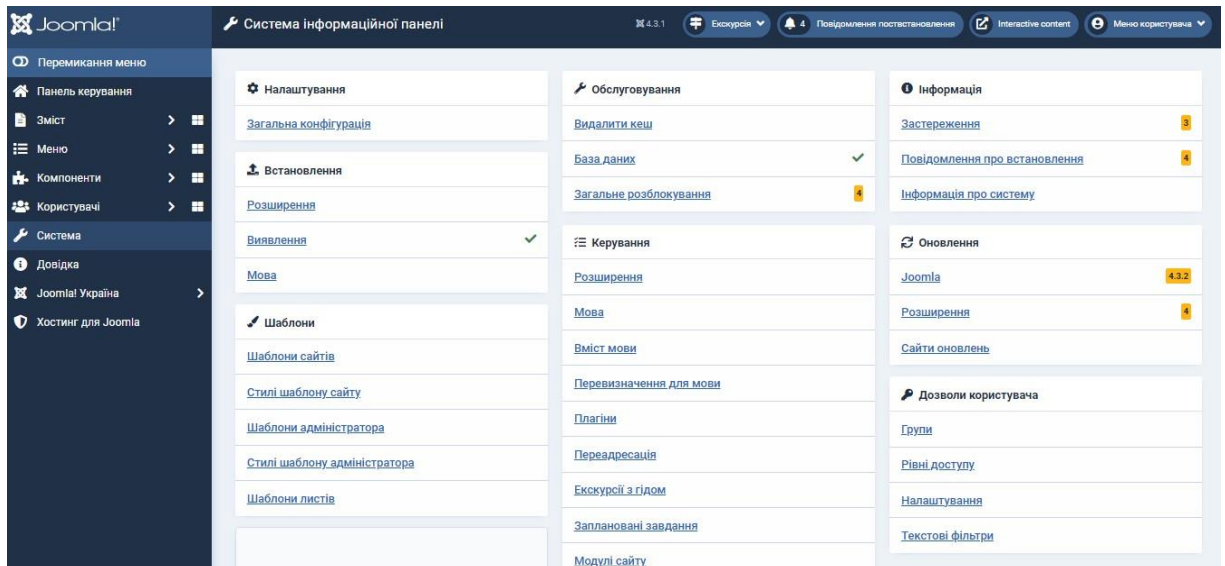 Joomla!
Система інформаційної панелі
4.3.1
Екскурсія
4 Повідомлення поствстановлення
Interactive content
Меню користувача
Перемикання меню
Панель керування
Зміст
Меню
Компоненти
Користувачі
Система
Довідка
Joomla! Україна
Хостинг для Joomla
Налаштування
Загальна конфігурація
Встановлення
Розширення
Виявлення
Мова
Шаблони
Шаблони сайтів
Стилі шаблону сайту
Шаблони адміністратора
Стилі шаблону адміністратора
Шаблони листів
Обслуговування
Видалити кеш
База даних
Загальне розблокування 4
Керування
Розширення
Мова
Вміст мови
Перевизначення для мови
Плагіни
Переадресація
Екскурсії з гідом
Заплановані завдання
Модулі сайту
Інформація
Застереження 3
Повідомлення про встановлення 4
Інформація про систему
Оновлення
Joomla 4.3.2
Розширення 4
Сайти оновлень
Дозволи користувача
Групи
Рівні доступу
Налаштування
Текстові фільтри